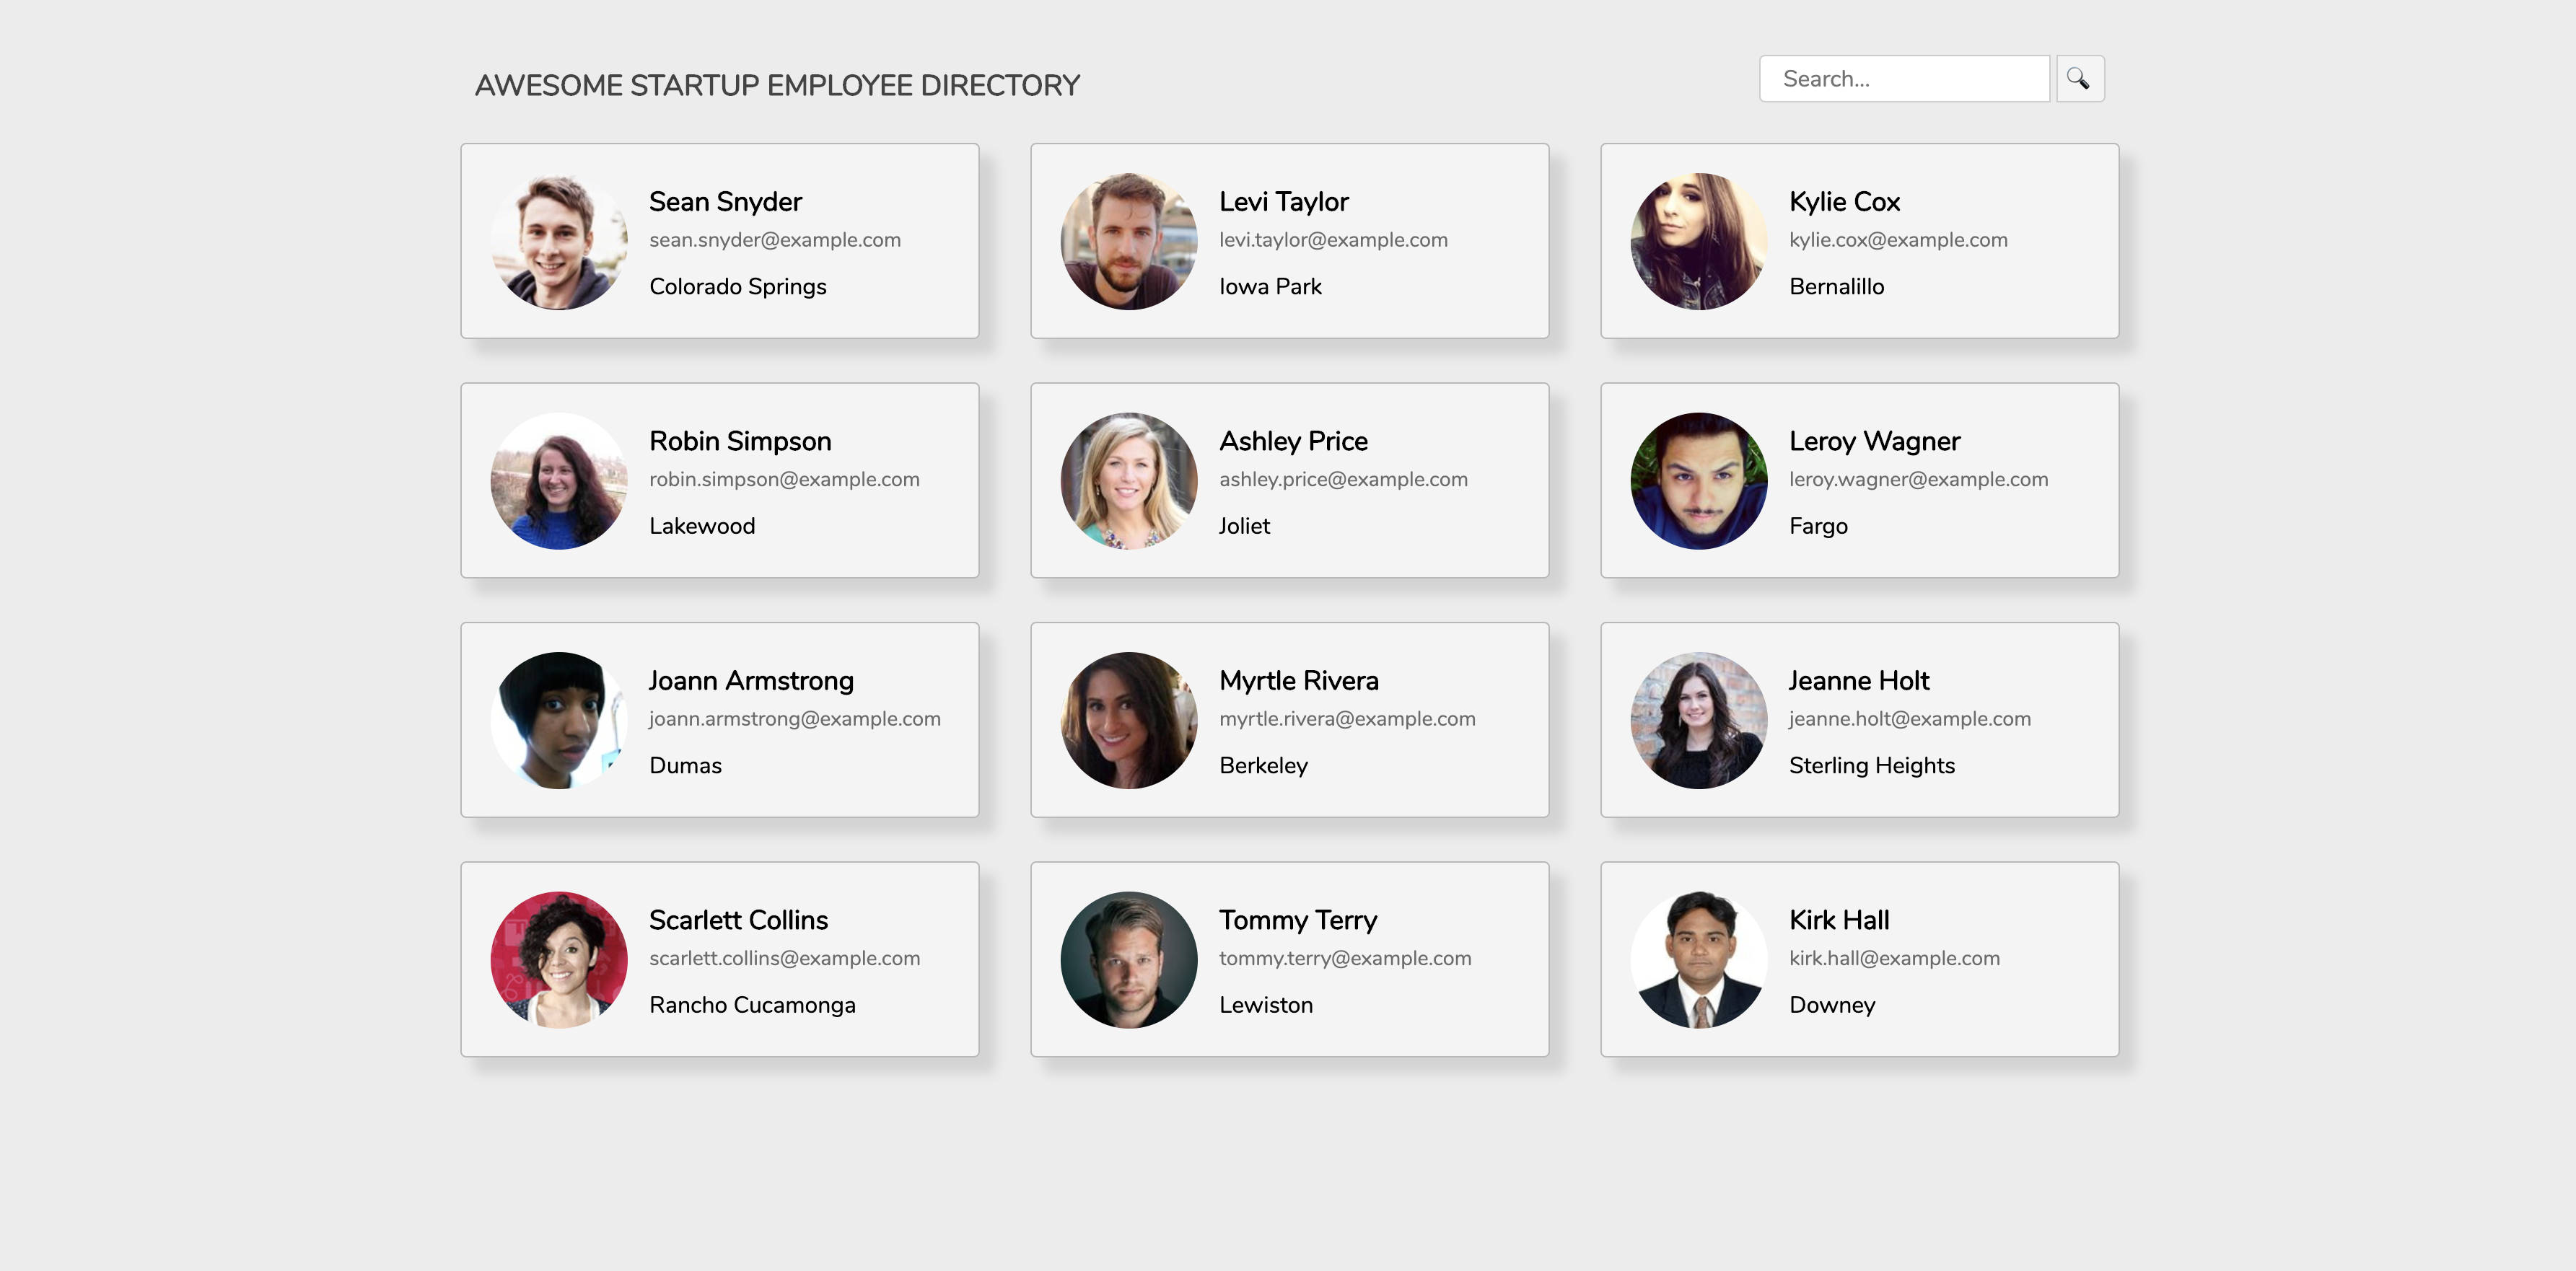 AWESOME STARTUP EMPLOYEE DIRECTORY
Search...
Sean Snyder
sean.snyder@example.com
Colorado Springs
Levi Taylor
levi.taylor@example.com
Iowa Park
Kylie Cox
kylie.cox@example.com
Bernalillo
Robin Simpson
robin.simpson@example.com
Lakewood
Ashley Price
ashley.price@example.com
Joliet
Leroy Wagner
leroy.wagner@example.com
Fargo
Joann Armstrong
joann.armstrong@example.com
Dumas
Myrtle Rivera
myrtle.rivera@example.com
Berkeley
Jeanne Holt
jeanne.holt@example.com
Sterling Heights
Scarlett Collins
scarlett.collins@example.com
Rancho Cucamonga
Tommy Terry
tommy.terry@example.com
Lewiston
Kirk Hall
kirk.hall@example.com
Downey